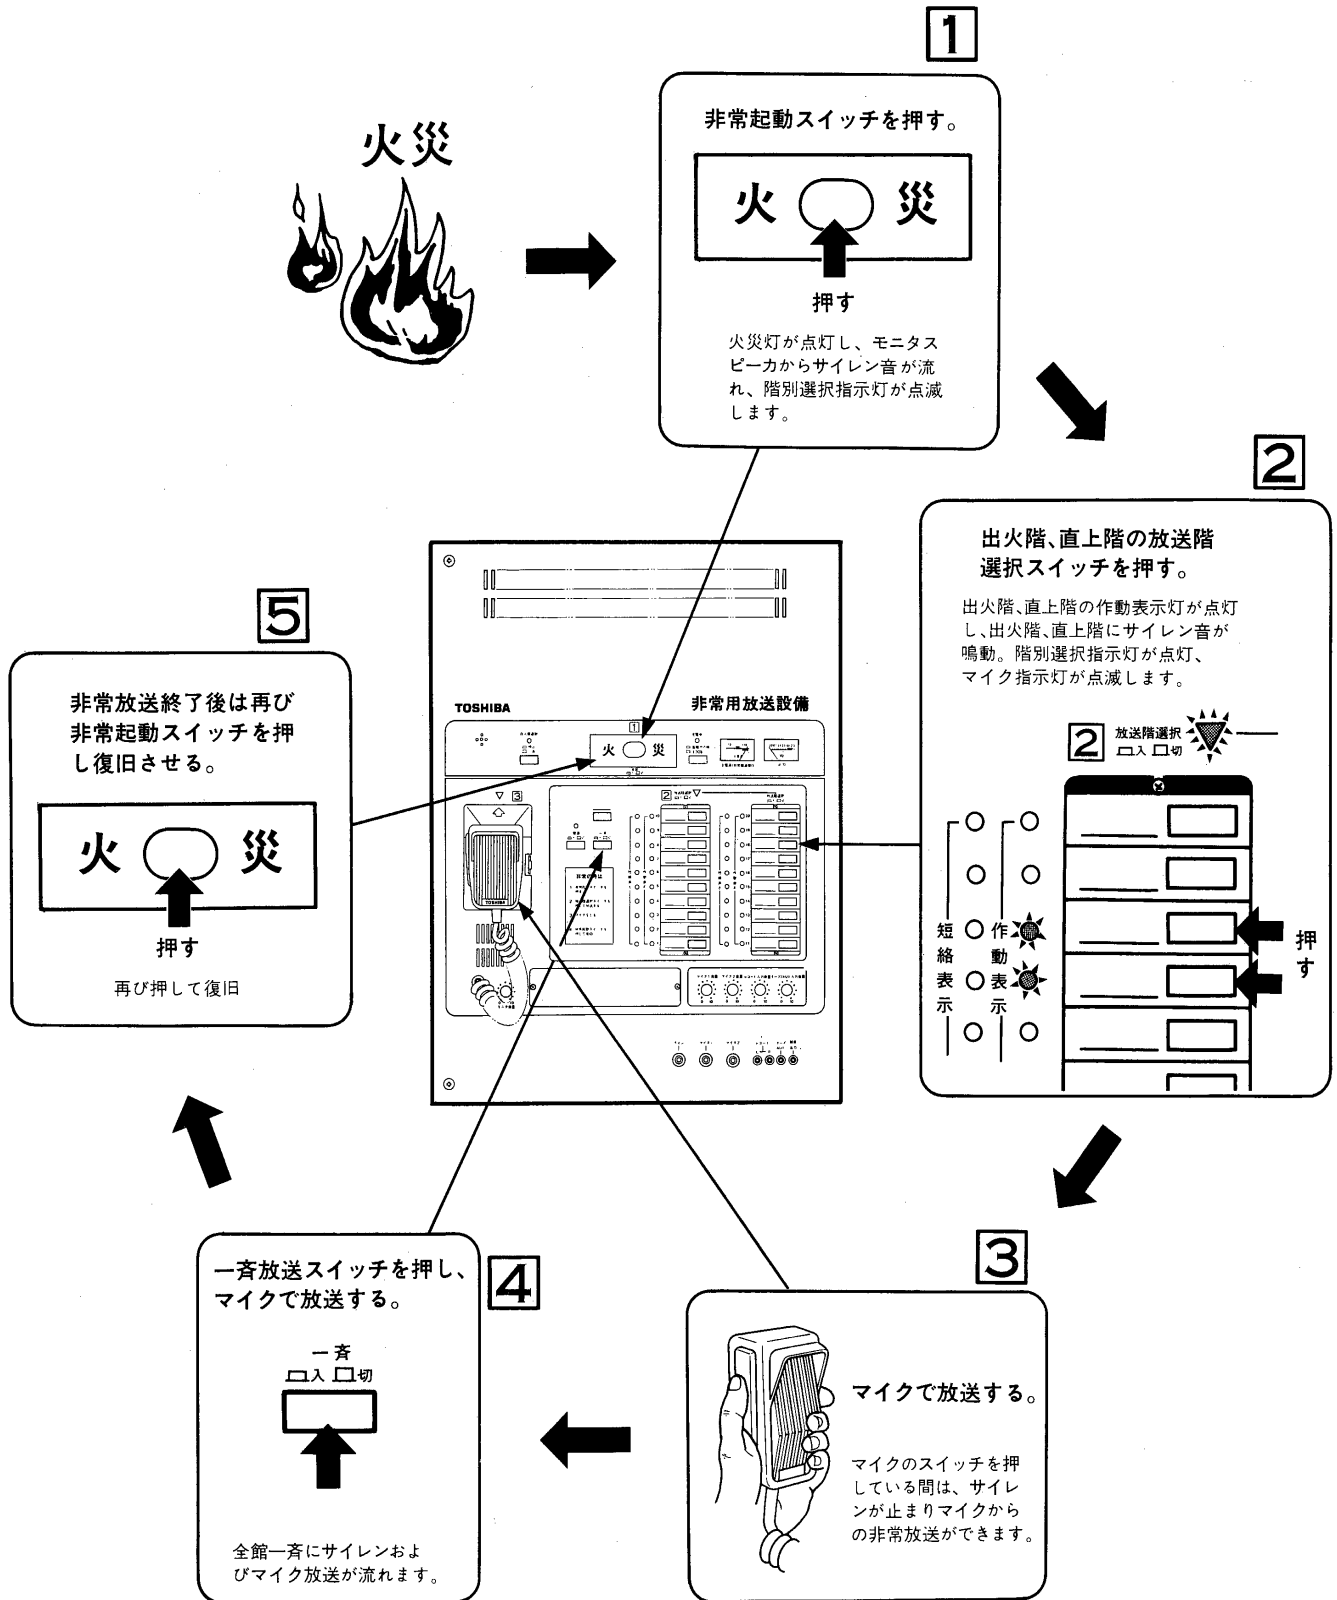 火災
1
非常起動スイッチを押す。
火 災
押す
火災灯が点灯し、モニタス
ピーカからサイレン音が流
れ、階別選択指示灯が点滅
します。
2
出火階、直上階の放送階
選択スイッチを押す。
出火階、直上階の作動表示灯が点灯
し、出火階、直上階にサイレン音が
鳴動。階別選択指示灯が点灯、
マイク指示灯が点滅します。
2 放送階選択
入 切
短絡表示
作動表示
押す
TOSHIBA
非常用放送設備
1
火 災
3
2
非常の時は
TOSHIBA
3
マイクで放送する。
マイクのスイッチを押
している間は、サイレ
ンが止まりマイクから
の非常放送ができます。
4
一斉放送スイッチを押し、
マイクで放送する。
一斉
入 切
全館一斉にサイレンおよ
びマイク放送が流れます。
5
非常放送終了後は再び
非常起動スイッチを押
し復旧させる。
火 災
押す
再び押して復旧